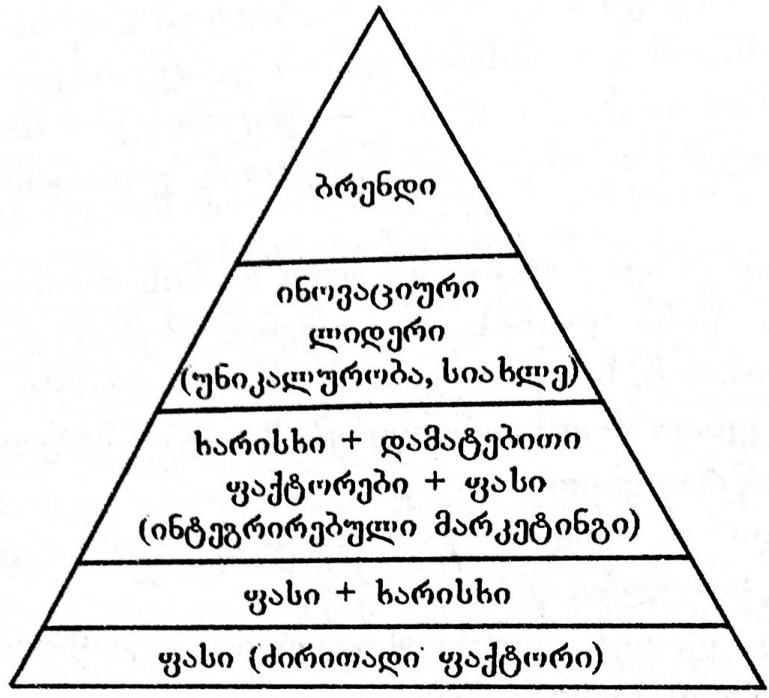 ბრენდი
ინოვაციური
ლიდერი
(უნიკალურობა, სიახლე)
ხარისხი + დამატებითი
ფაქტორები + ფასი
(ინტეგრირებული მარკეტინგი)
ფასი + ხარისხი
ფასი (ძირითადი ფაქტორი)